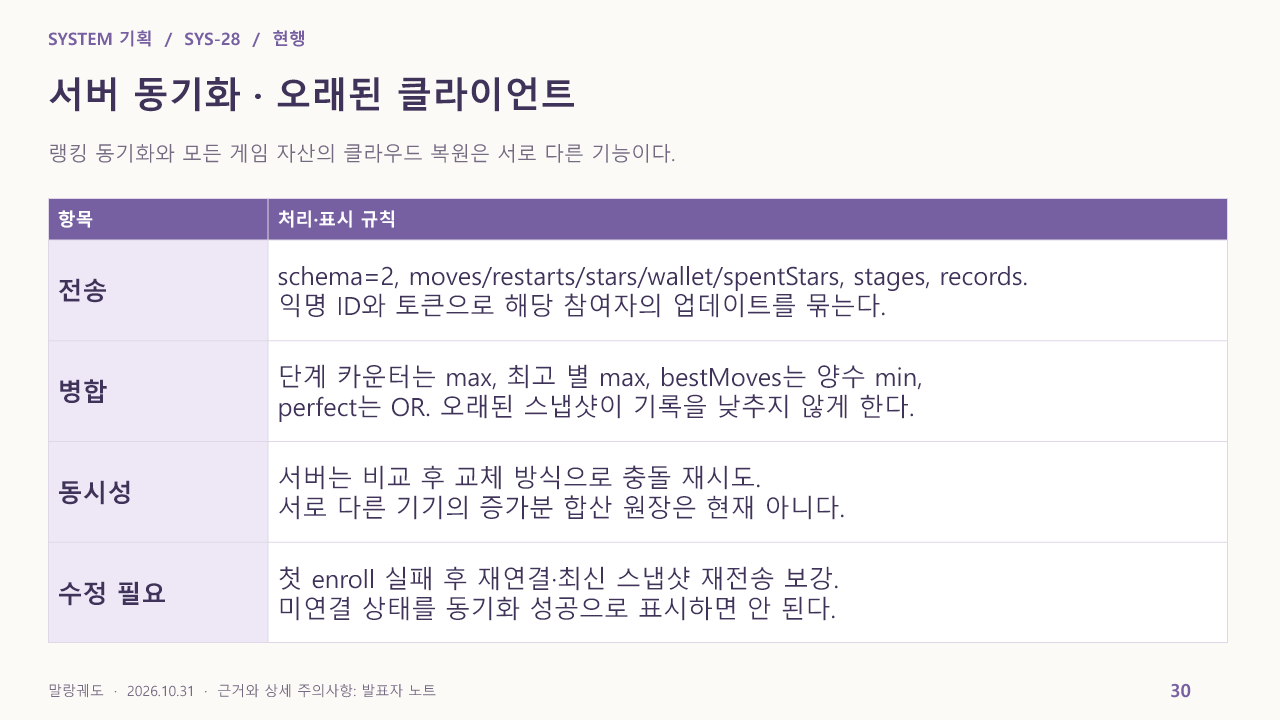 SYSTEM 기획 / SYS-28 / 현행
서버 동기화 · 오래된 클라이언트
랭킹 동기화와 모든 게임 자산의 클라우드 복원은 서로 다른 기능이다.
항목
처리·표시 규칙
전송
schema=2, moves/restarts/stars/wallet/spentStars, stages, records.
익명 ID와 토큰으로 해당 참여자의 업데이트를 묶는다.
병합
단계 카운터는 max, 최고 별 max, bestMoves는 양수 min,
perfect는 OR. 오래된 스냅샷이 기록을 낮추지 않게 한다.
동시성
서버는 비교 후 교체 방식으로 충돌 재시도.
서로 다른 기기의 증가분 합산 원장은 현재 아니다.
수정 필요
첫 enroll 실패 후 재연결·최신 스냅샷 재전송 보강.
미연결 상태를 동기화 성공으로 표시하면 안 된다.
말랑궤도 · 2026.10.31 · 근거와 상세 주의사항: 발표자 노트
30